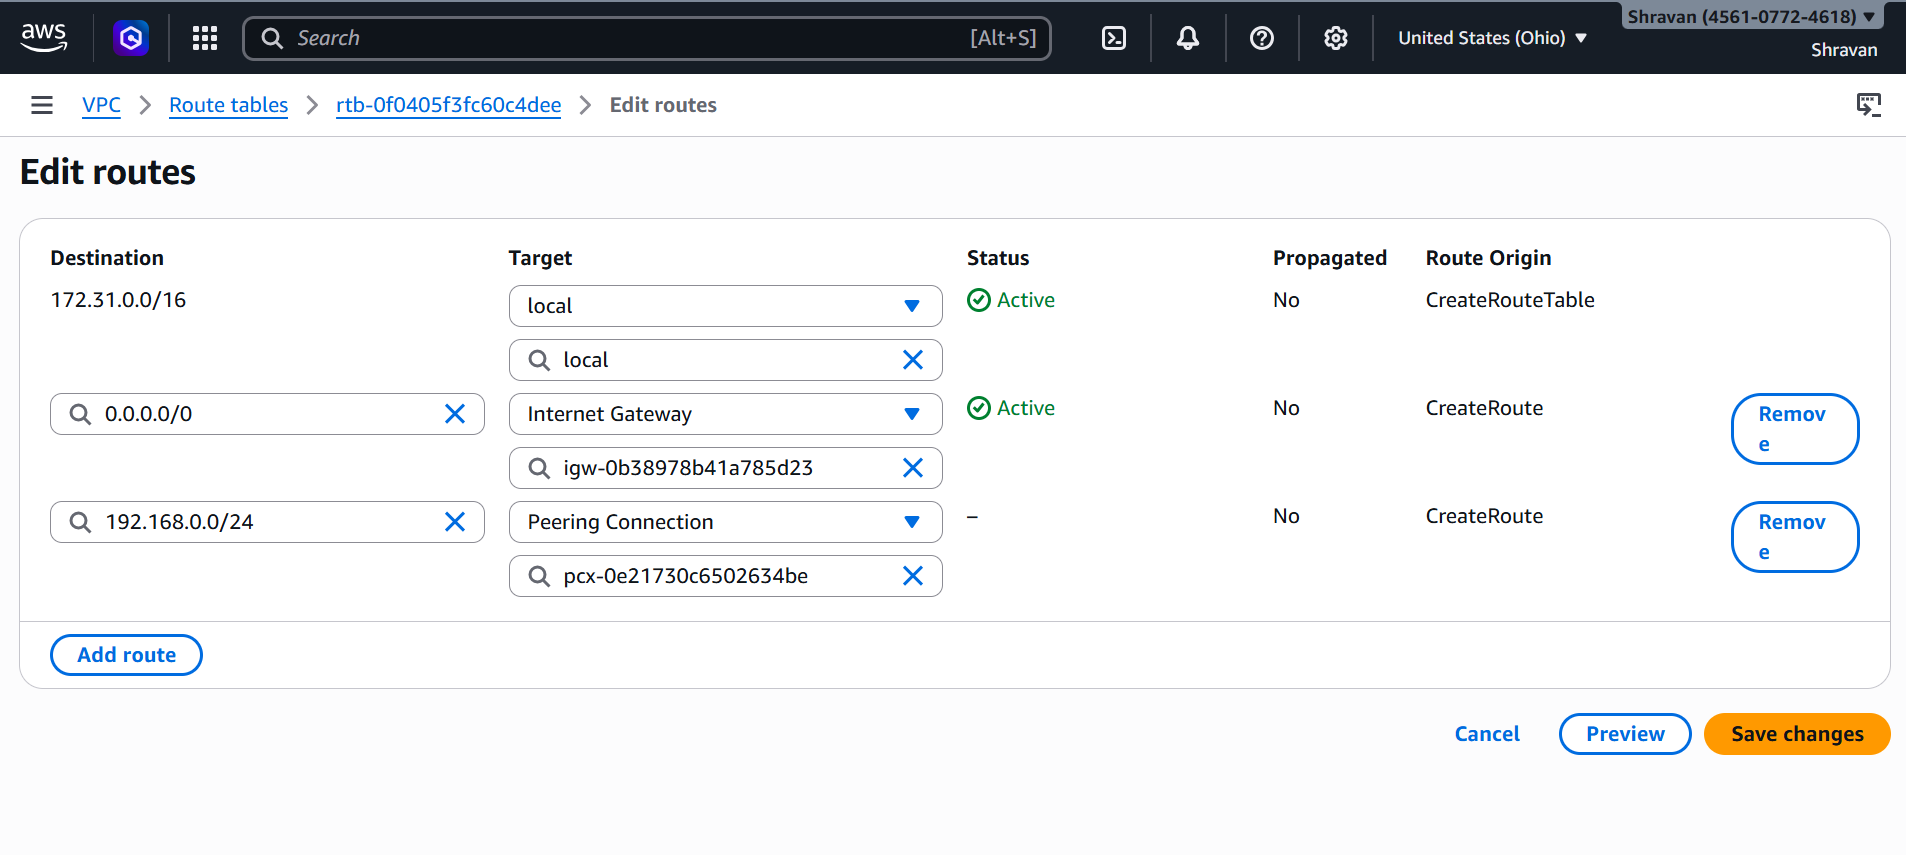 aws
Search
[Alt+S]
United States (Ohio)
Shravan (4561-0772-4618)
Shravan
VPC
Route tables
rtb-0f0405f3fc60c4dee
Edit routes
Edit routes
Destination Target Status Propagated Route Origin
172.31.0.0/16 local Active No CreateRouteTable
local
0.0.0.0/0 Internet Gateway Active No CreateRoute Remov
e
igw-0b38978b41a785d23
192.168.0.0/24 Peering Connection – No CreateRoute Remov
e
pcx-0e21730c6502634be
Add route
Cancel Preview Save changes